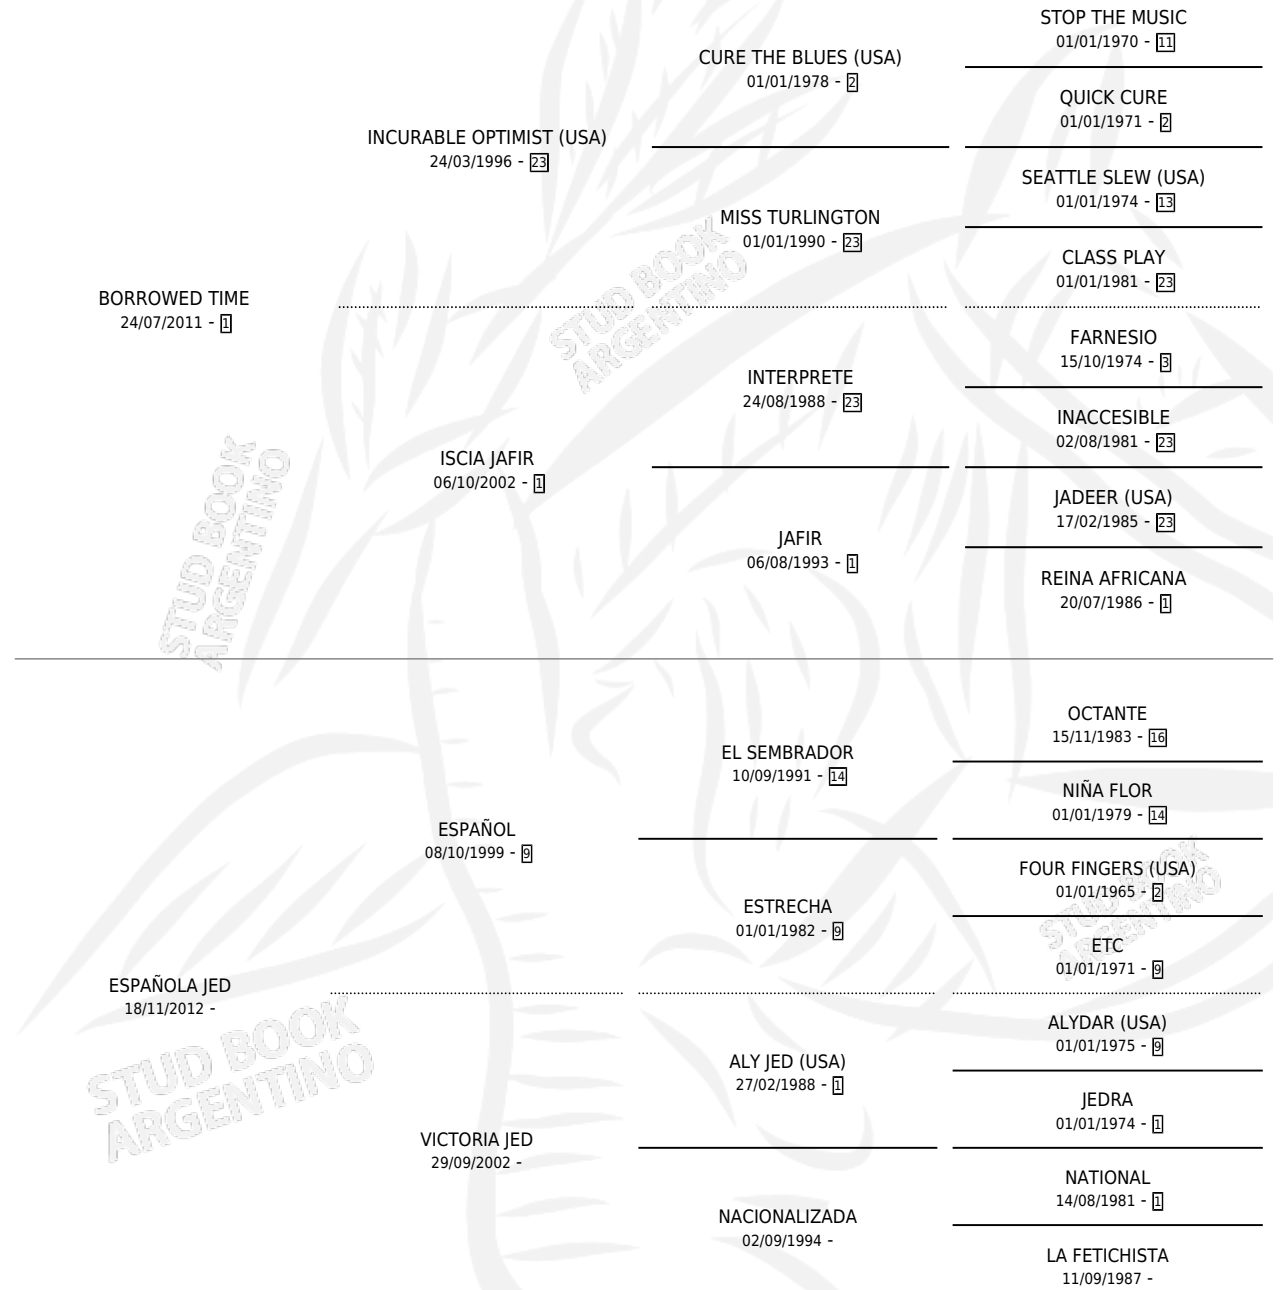 STOP THE MUSIC
01/01/1970 - 11
CURE THE BLUES (USA)
01/01/1978 - 2
QUICK CURE
01/01/1971 - 2
INCURABLE OPTIMIST (USA)
24/03/1996 - 23
SEATTLE SLEW (USA)
01/01/1974 - 13
MISS TURLINGTON
01/01/1990 - 23
CLASS PLAY
01/01/1981 - 23
BORROWED TIME
24/07/2011 - 1
STUD BOOK
ARGENTINO
FARNESIO
15/10/1974 - 3
INTERPRETE
24/08/1988 - 23
INACCESIBLE
02/08/1981 - 23
ISCIA JAFIR
06/10/2002 - 1
JADEER (USA)
17/02/1985 - 23
JAFIR
06/08/1993 - 1
REINA AFRICANA
20/07/1986 - 1
STUD BOOK
ARGENTINO
OCTANTE
15/11/1983 - 16
EL SEMBRADOR
10/09/1991 - 14
NIÑA FLOR
01/01/1979 - 14
ESPAÑOL
08/10/1999 - 9
FOUR FINGERS (USA)
01/01/1965 - 2
ESTRECHA
01/01/1982 - 9
STUD BOOK
ARGENTINO
ETC
01/01/1971 - 9
ESPAÑOLA JED
18/11/2012 -
ALYDAR (USA)
01/01/1975 - 9
ALY JED (USA)
27/02/1988 - 1
JEDRA
01/01/1974 - 1
STUD BOOK
ARGENTINO
VICTORIA JED
29/09/2002 -
NATIONAL
14/08/1981 - 1
NACIONALIZADA
02/09/1994 -
LA FETICHISTA
11/09/1987 -